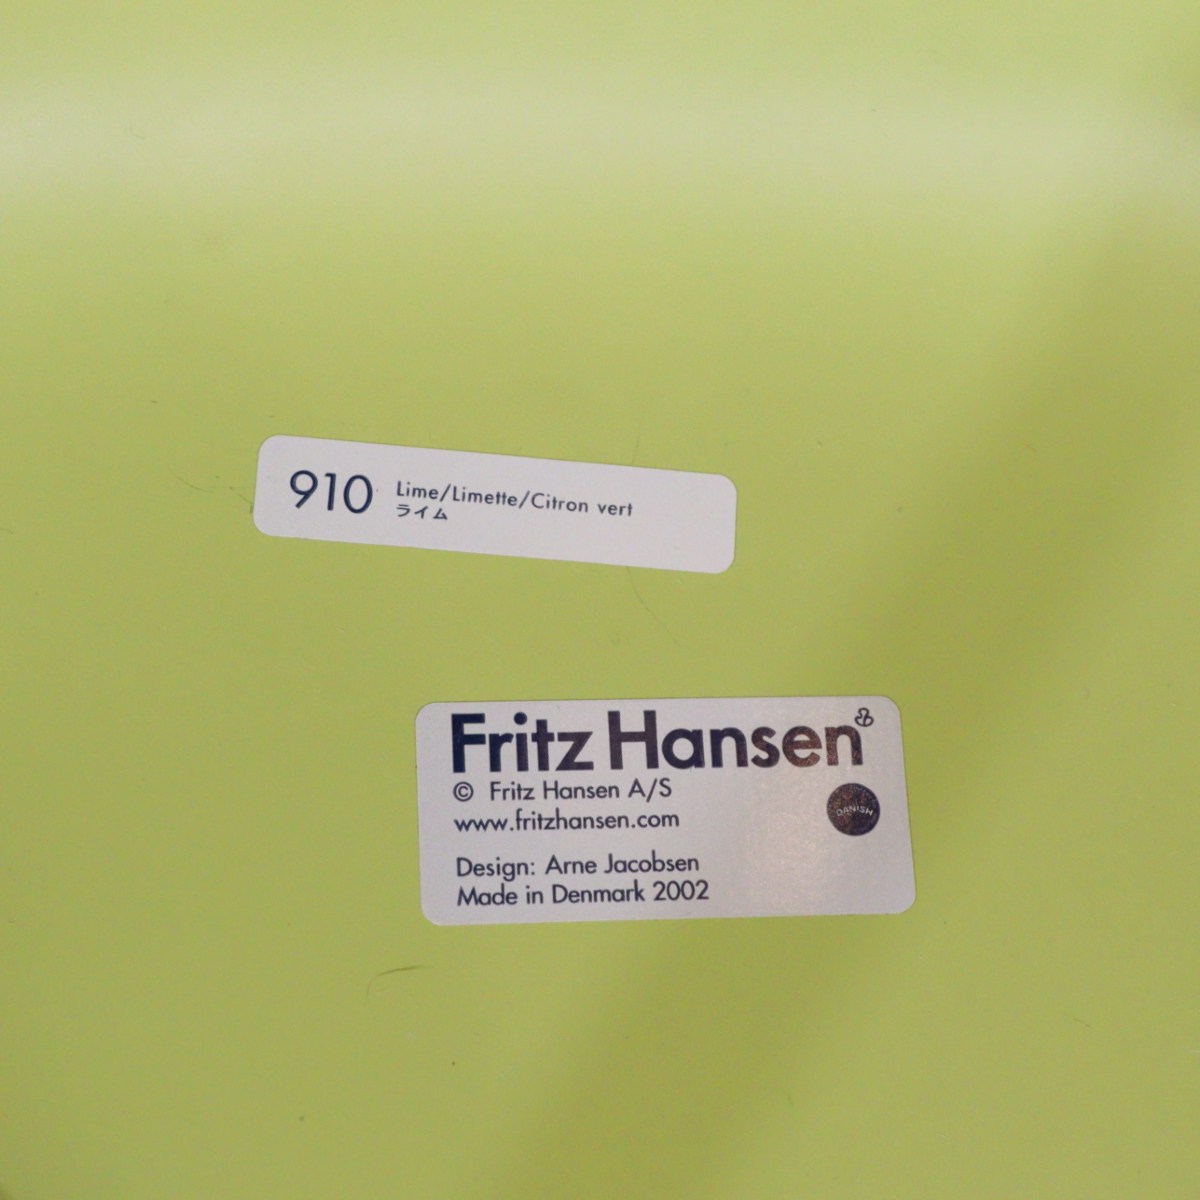 910 Lime/Limette/Citron vert
ライム
Fritz Hansen
© Fritz Hansen A/S
www.fritzhansen.com
DANISH
Design: Arne Jacobsen
Made in Denmark 2002